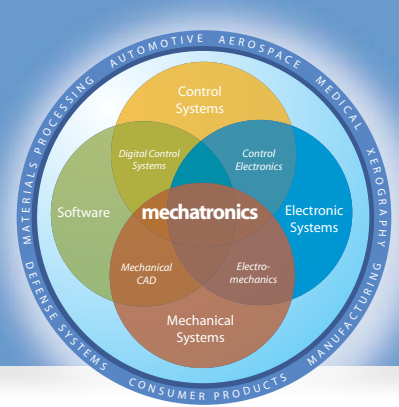 MATERIALS PROCESSING AUTOMOTIVE AEROSPACE MEDICAL XEROGRAPHY
Control
Systems
Digital Control
Systems
Control
Electronics
Software
mechatronics
Electronic
Systems
Mechanical
CAD
Electro-
mechanics
Mechanical
Systems
DEFENSE SYSTEMS CONSUMER PRODUCTS MANUFACTURING